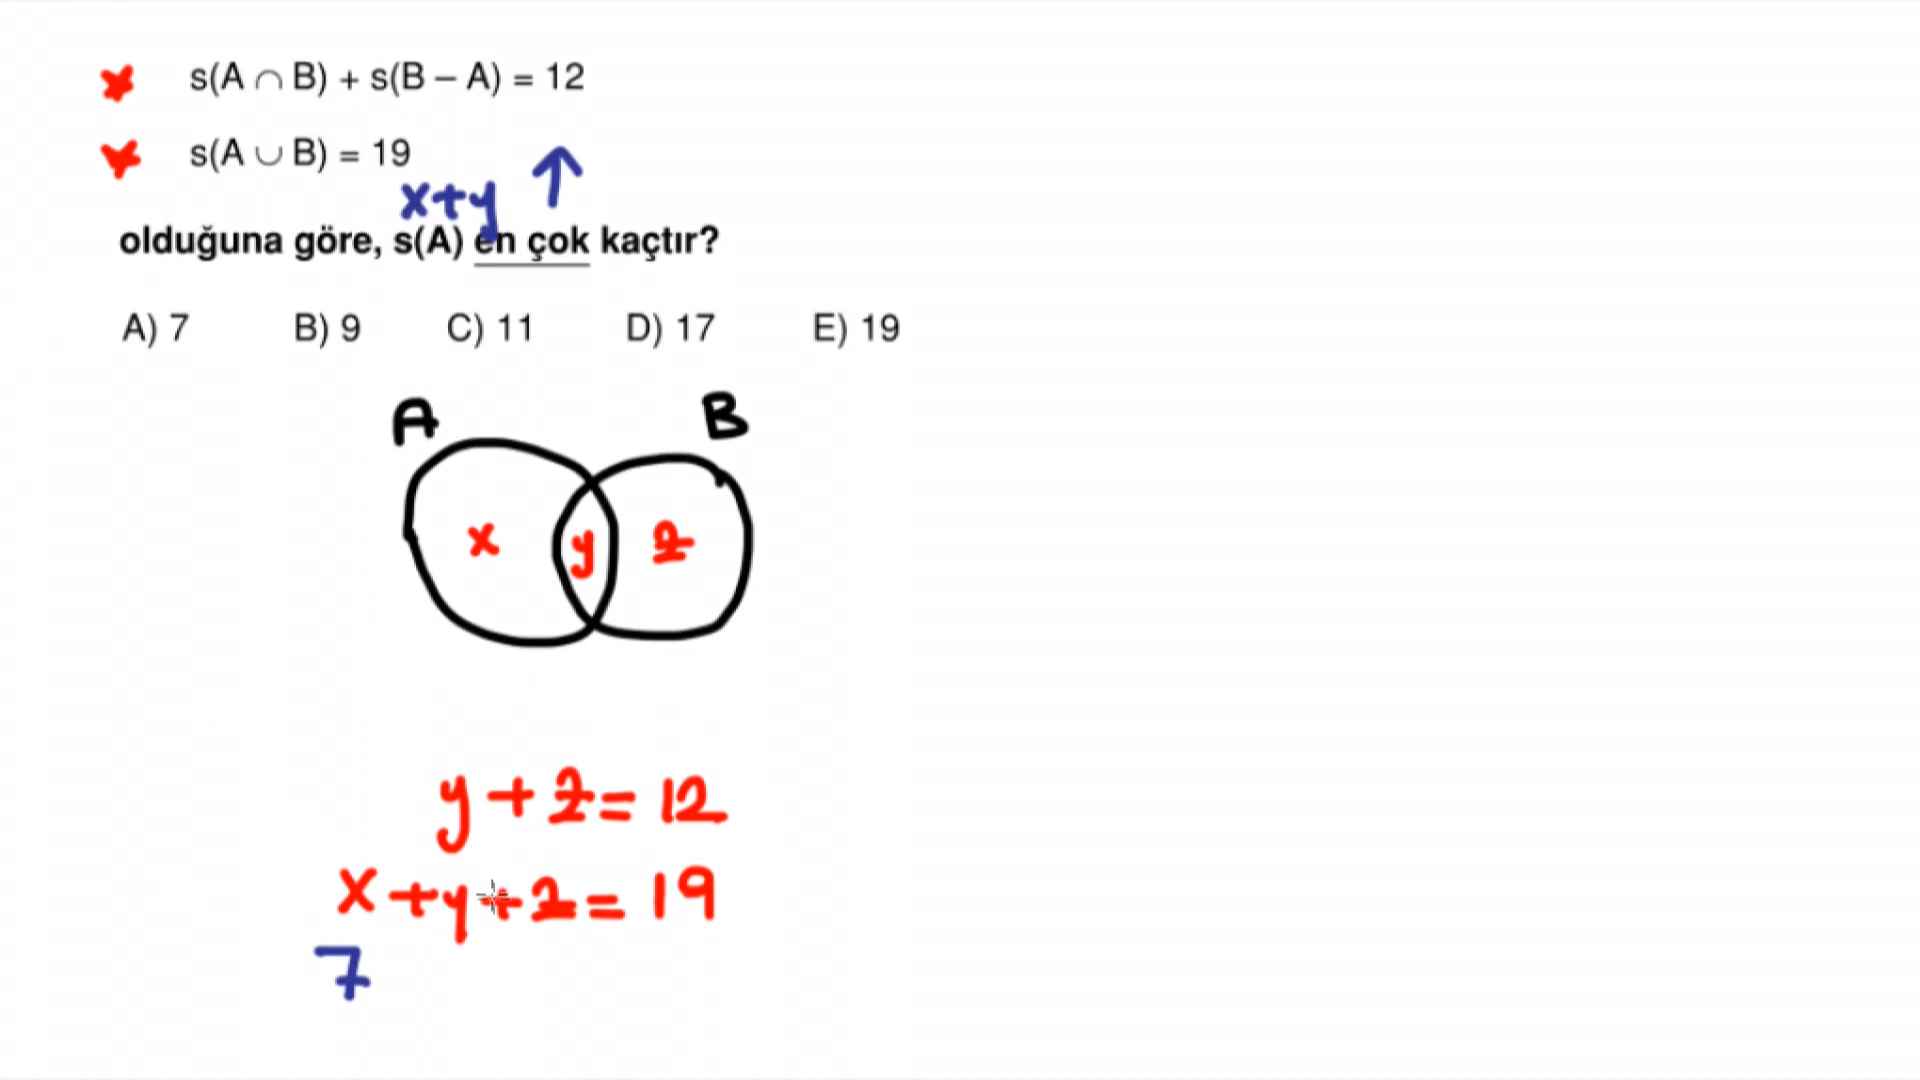 s(A ∩ B) + s(B – A) = 12
s(A ∪ B) = 19
x+y ↑
olduğuna göre, s(A) en çok kaçtır?
A) 7 B) 9 C) 11 D) 17 E) 19
A B
x y z
y + z = 12
x + y + z = 19
7